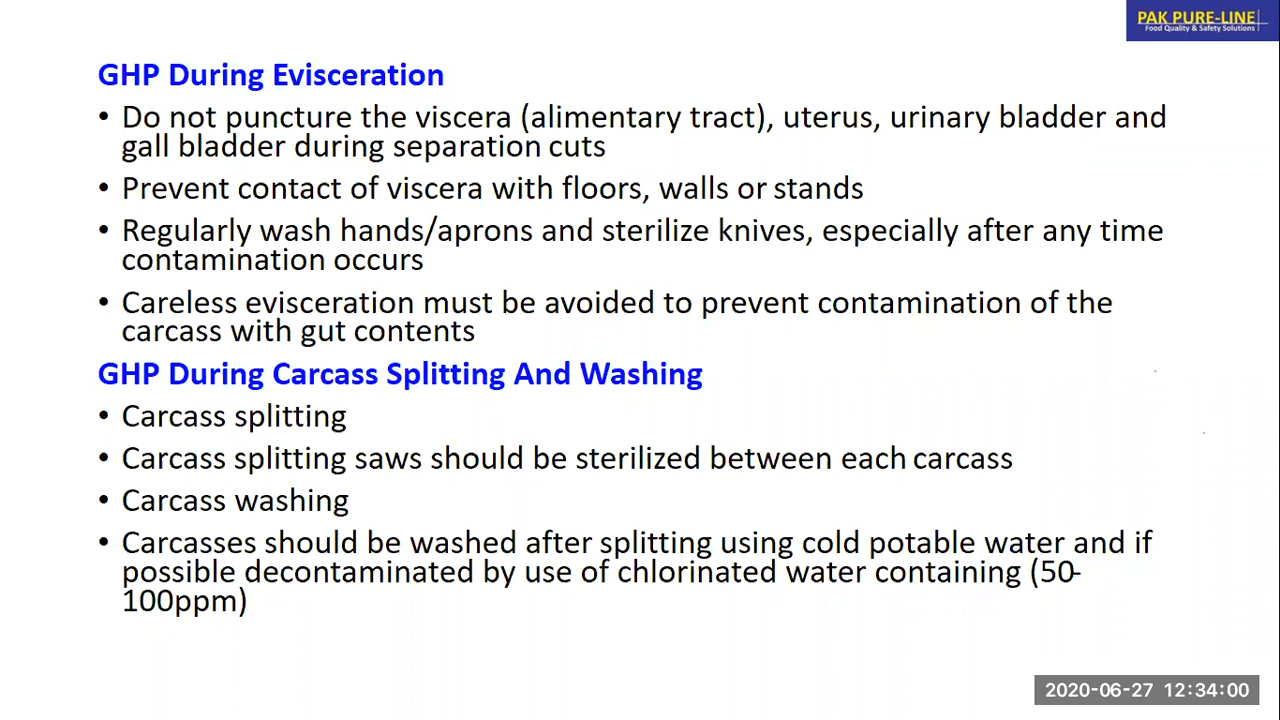 PAK PURE-LINE
Food Quality & Safety Solutions
GHP During Evisceration
• Do not puncture the viscera (alimentary tract), uterus, urinary bladder and
gall bladder during separation cuts
• Prevent contact of viscera with floors, walls or stands
• Regularly wash hands/aprons and sterilize knives, especially after any time
contamination occurs
• Careless evisceration must be avoided to prevent contamination of the
carcass with gut contents
GHP During Carcass Splitting And Washing
• Carcass splitting
• Carcass splitting saws should be sterilized between each carcass
• Carcass washing
• Carcasses should be washed after splitting using cold potable water and if
possible decontaminated by use of chlorinated water containing (50-
100ppm)
2020-06-27 12:34:00